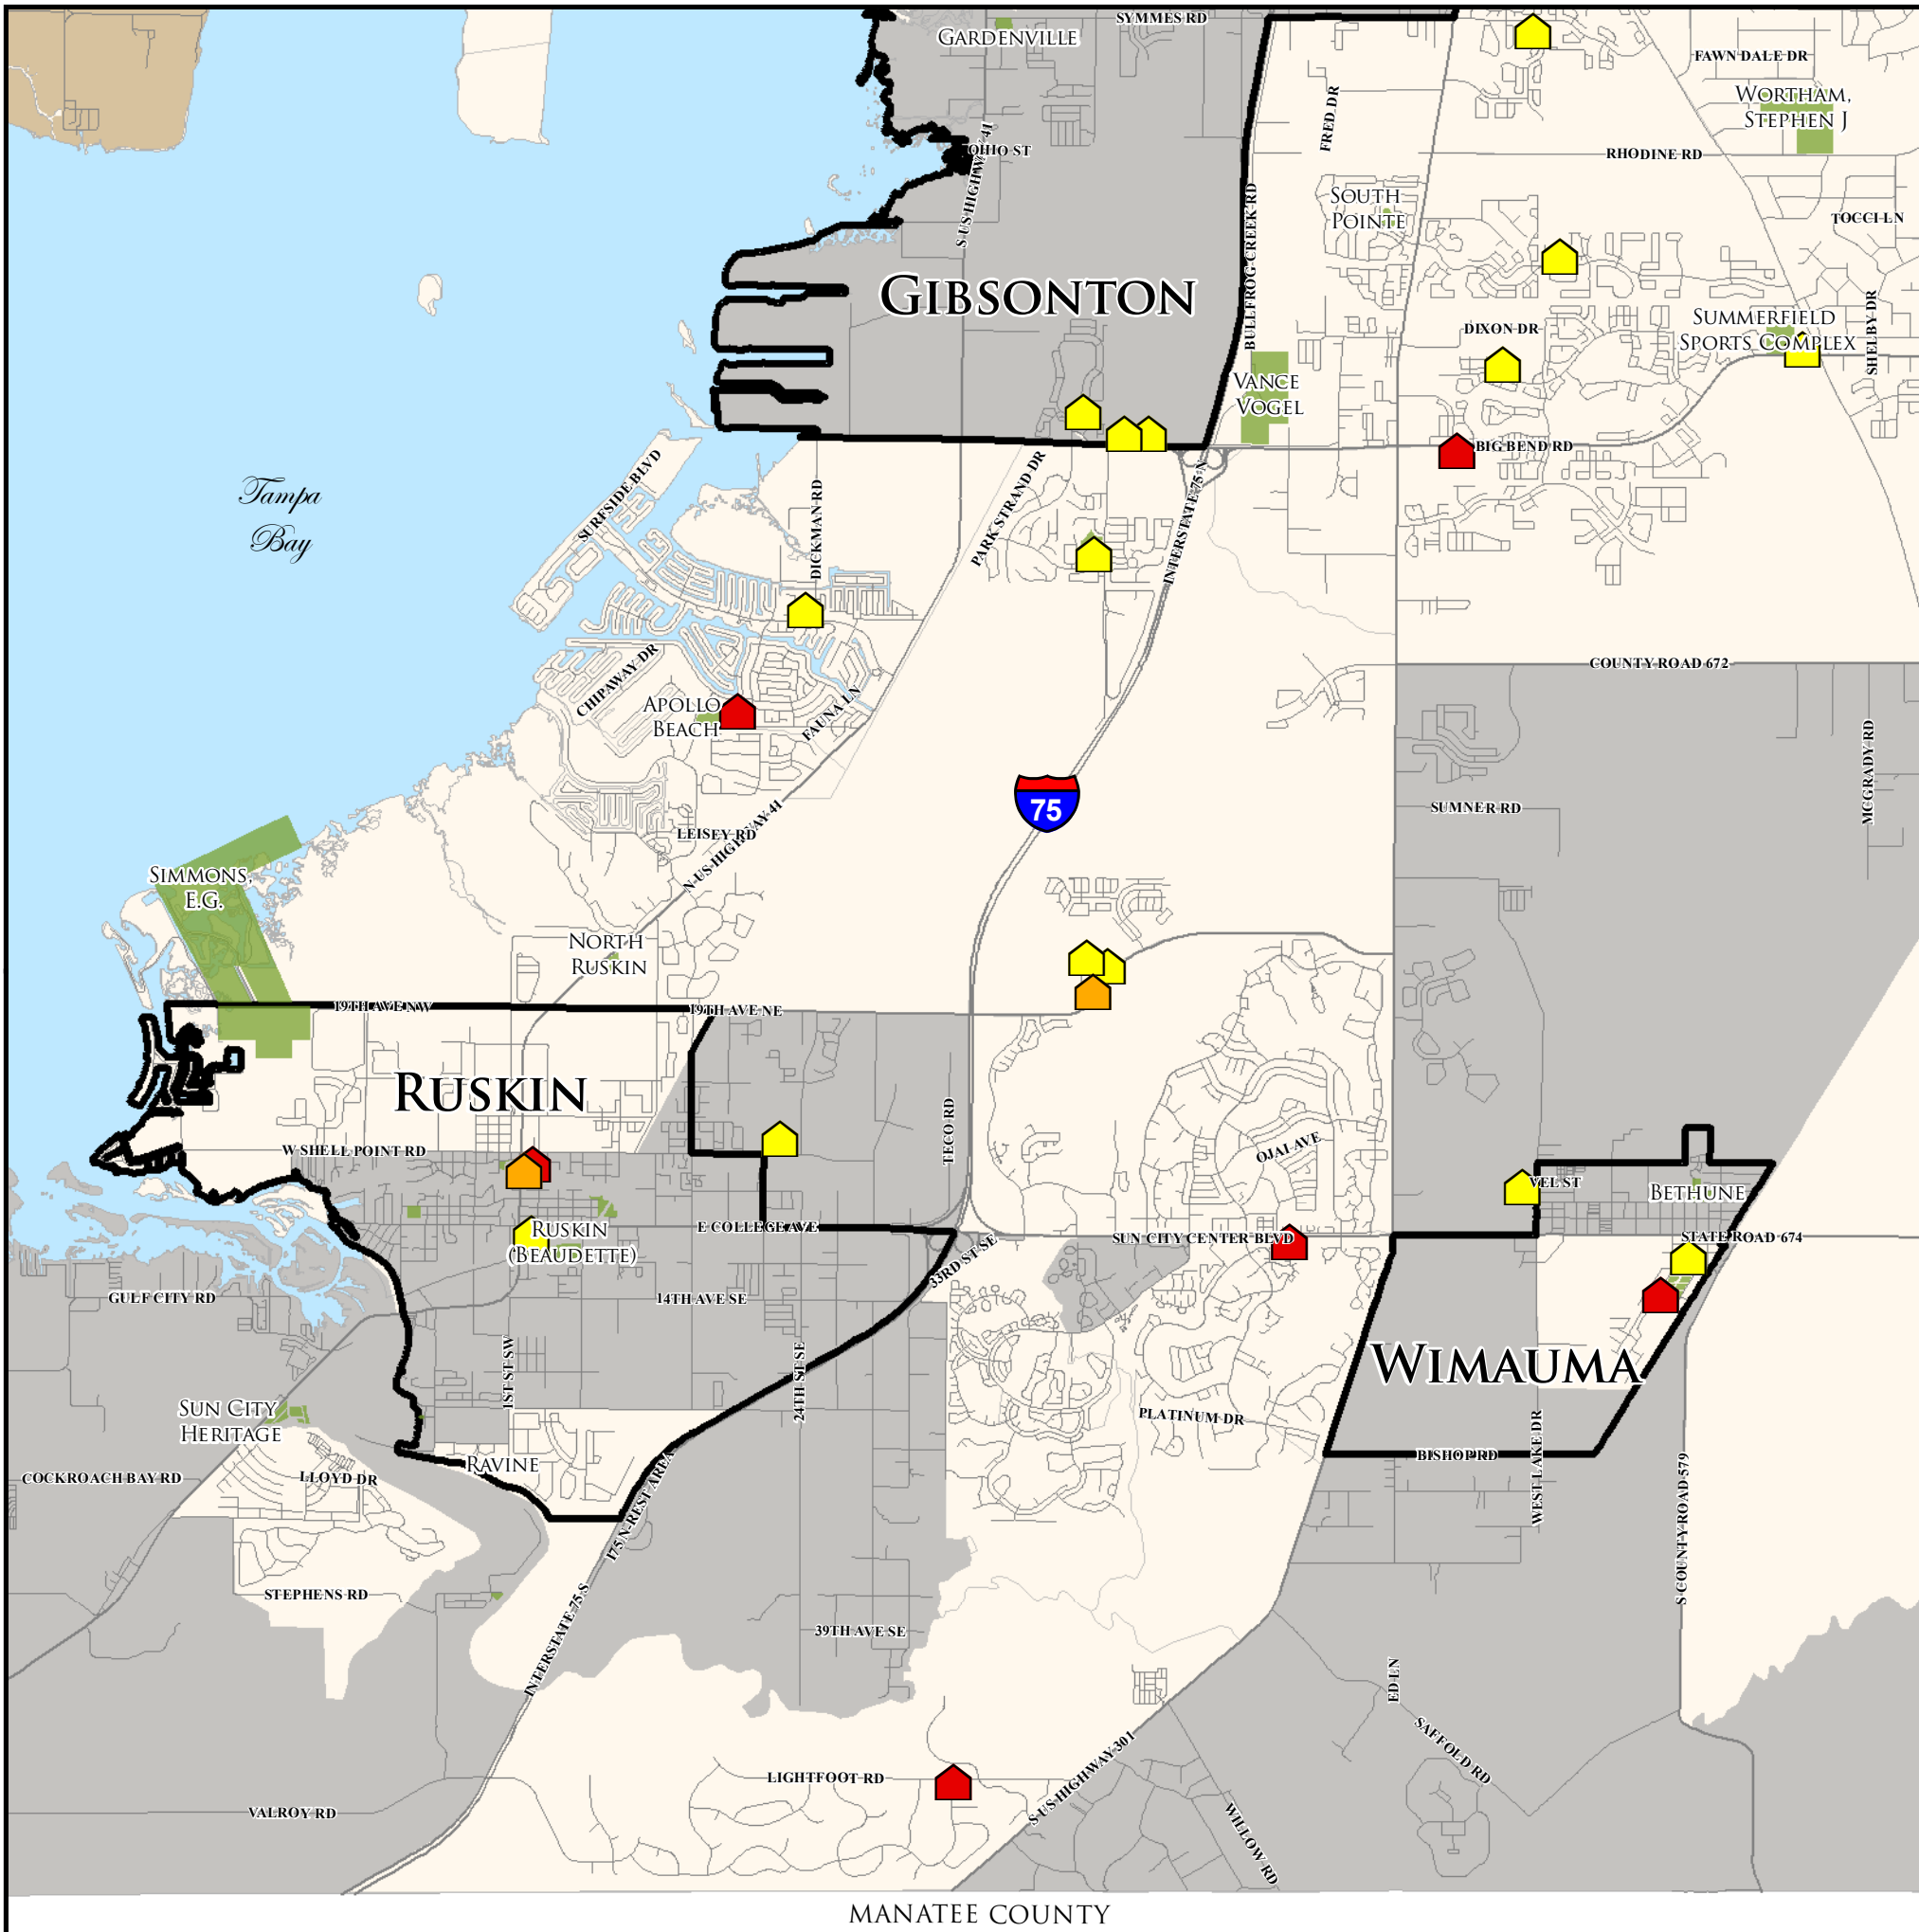 SYMMES RD
GARDENVILLE
FAWN DALE DR
WORTHAM,
STEPHEN J
FRED DR
OHIO ST
S US HIGHWAY 41
RHODINE RD
SOUTH
POINTE
TOCCI LN
BULLFROG CREEK RD
GIBSONTON
DIXON DR
SUMMERFIELD
SPORTS COMPLEX
SHELBY DR
VANCE
VOGEL
BIG BEND RD
Tampa
Bay
SURFSIDE BLVD
DICKMAN RD
PARK STRAND DR
INTERSTATE 75 N
CHIPAWAY DR
COUNTY ROAD 672
APOLLO
BEACH
FAUNA LN
MCGRADY RD
75
SUMNER RD
LEISEY RD
N US HIGHWAY 41
SIMMONS,
E.G.
NORTH
RUSKIN
19TH AVE NW
19TH AVE NE
RUSKIN
TECO RD
W SHELL POINT RD
OJAI AVE
VEL ST
BETHUNE
RUSKIN
(BEAUDETTE)
E COLLEGE AVE
SUN CITY CENTER BLVD
STATE ROAD 674
33RD ST SE
GULF CITY RD
14TH AVE SE
1ST ST SW
24TH ST SE
WIMAUMA
SUN CITY
HERITAGE
PLATINUM DR
WEST LAKE DR
BISHOP RD
RAVINE
COCKROACH BAY RD
LLOYD DR
I75 N REST AREA
S COUNTY ROAD 579
STEPHENS RD
INTERSTATE 75 S
39TH AVE SE
ED LN
SAFFOLD RD
S US HIGHWAY 301
LIGHTFOOT RD
VALROY RD
WILLOW RD
MANATEE COUNTY